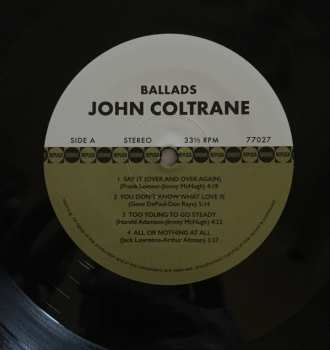 BALLADS
JOHN COLTRANE
SIDE A STEREO 33⅓ RPM 77027
1 SAY IT (OVER AND OVER AGAIN)
(Frank Loesser-Jimmy McHugh) 4:19
2 YOU DON'T KNOW WHAT LOVE IS
(Gene DePaul-Don Raye) 5:14
3 TOO YOUNG TO GO STEADY
(Harold Adamson-Jimmy McHugh) 4:23
4 ALL OR NOTHING AT ALL
(Jack Lawrence-Arthur Altman) 3:37